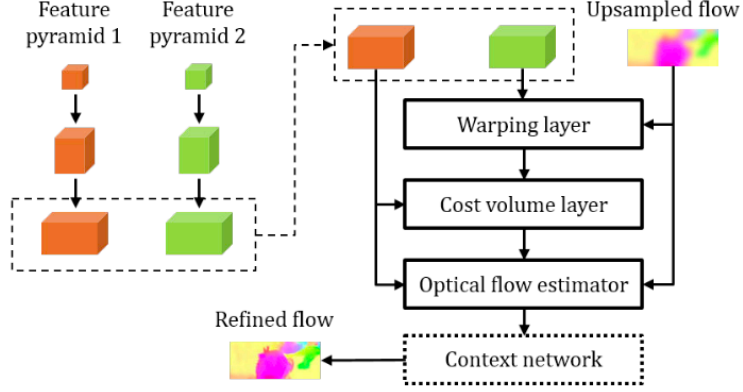 Feature
pyramid 1
Feature
pyramid 2
Upsampled flow
Warping layer
Cost volume layer
Optical flow estimator
Refined flow
Context network